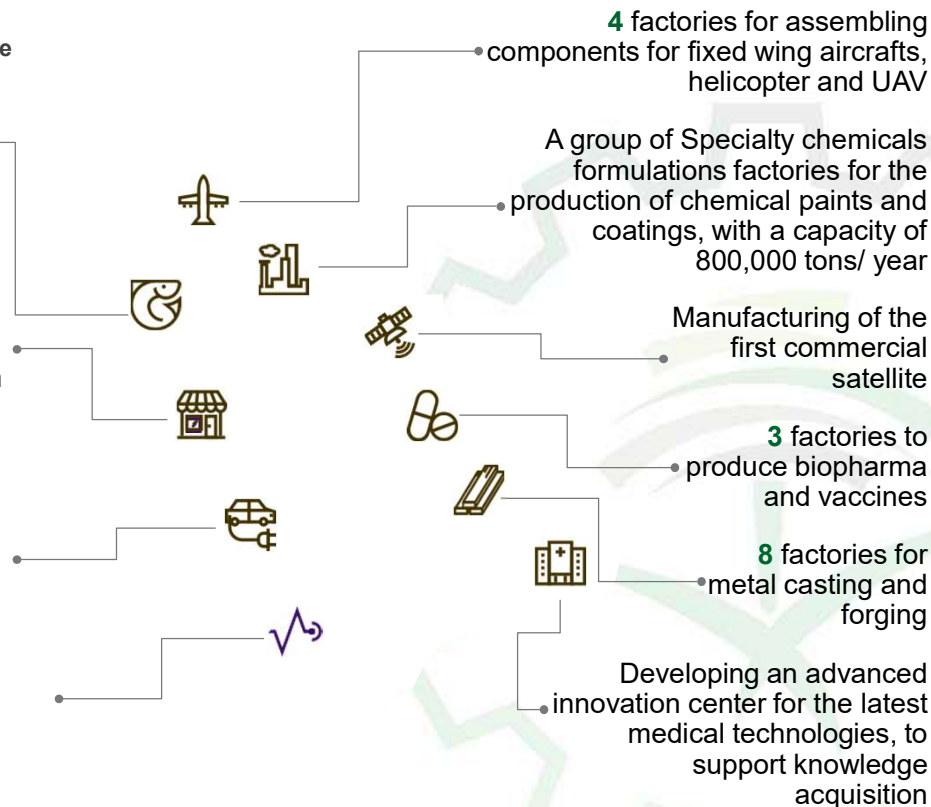 4 factories for assembling
components for fixed wing aircrafts,
helicopter and UAV
A group of Specialty chemicals
formulations factories for the
production of chemical paints and
coatings, with a capacity of
800,000 tons/ year
Manufacturing of the
first commercial
satellite
3 factories to
produce biopharma
and vaccines
8 factories for
metal casting and
forging
Developing an advanced
innovation center for the latest
medical technologies, to
support knowledge
acquisition